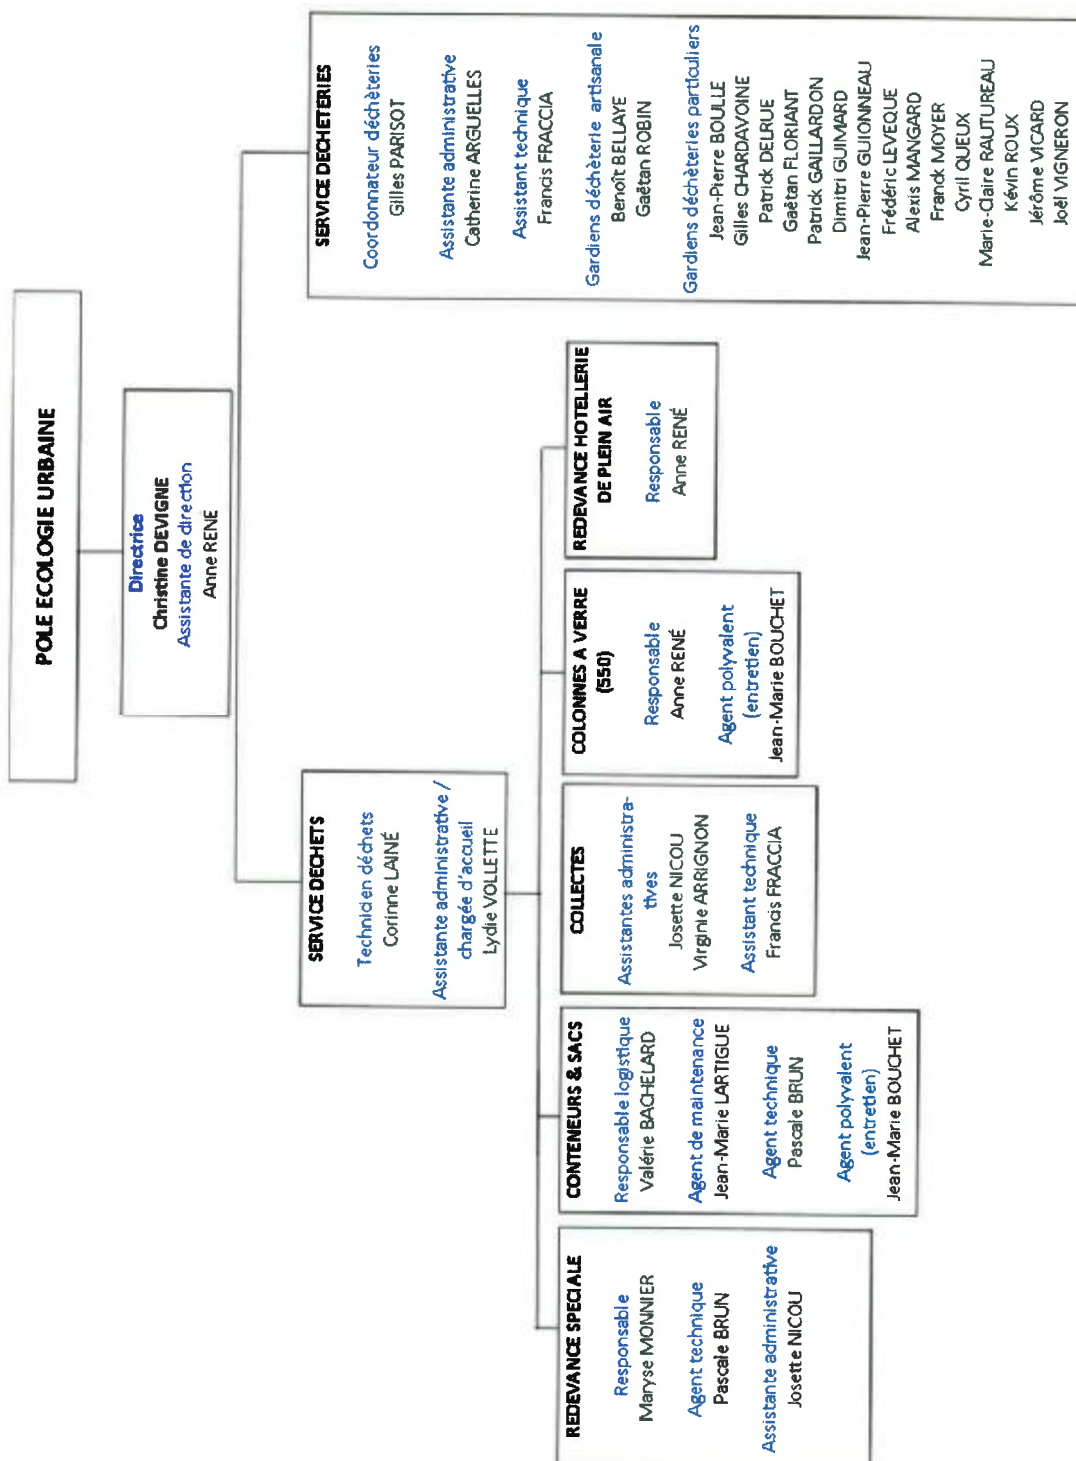 POLE ECOLOGIE URBAINE
Directrice
Christine DEVIGNE
Assistante de direction
Anne RENE
SERVICE DECHETS
Technicien déchets
Corinne LAINÉ
Assistante administrative /
chargée d'accueil
Lydie VOLLETTE
SERVICE DECHETERIES
Coordonnateur déchèteries
Gilles PARISOT
Assistante administrative
Catherine ARGUELLES
Assistant technique
Francis FRACCIA
Gardiens déchèterie artisanale
Benoît BELLAYE
Gaëtan ROBIN
Gardiens déchèteries particuliers
Jean-Pierre BOULLE
Gilles CHARDAVOINE
Patrick DELRUE
Gaëtan FLORIANT
Patrick GAILLARDON
Dimitri GUIMARD
Jean-Pierre GUIONNEAU
Frédéric LEVEQUE
Alexis MANGARD
Franck MOYER
Cyril QUEUX
Marie-Claire RAUTUREAU
Kévin ROUX
Jérôme VICARD
Joël VIGNERON
REDEVANCE SPECIALE
Responsable
Maryse MONNIER
Agent technique
Pascale BRUN
Assistante administrative
Josette NICOU
CONTENEURS & SACS
Responsable logistique
Valérie BACHELARD
Agent de maintenance
Jean-Marie LARTIGUE
Agent technique
Pascale BRUN
Agent polyvalent
(entretien)
Jean-Marie BOUCHET
COLLECTES
Assistantes administra-
tives
Josette NICOU
Virginie ARRIGNON
Assistant technique
Francis FRACCIA
COLONNES A VERRE
(550)
Responsable
Anne RENÉ
Agent polyvalent
(entretien)
Jean-Marie BOUCHET
REDEVANCE HOTELLERIE
DE PLEIN AIR
Responsable
Anne RENÉ